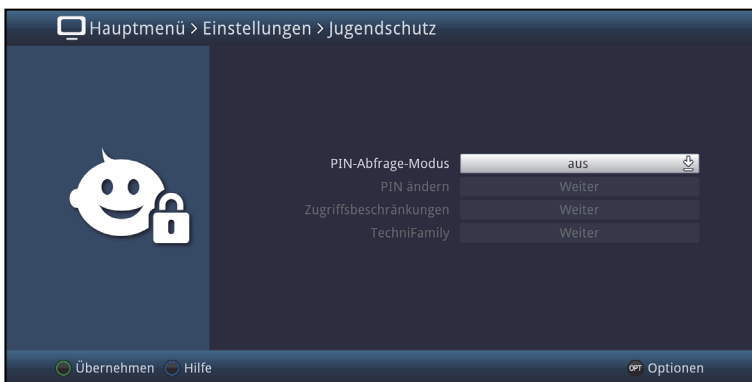 Hauptmenü > Einstellungen > Jugendschutz
PIN-Abfrage-Modus aus
PIN ändern Weiter
Zugriffsbeschränkungen Weiter
TechniFamily Weiter
Übernehmen Hilfe OPT Optionen